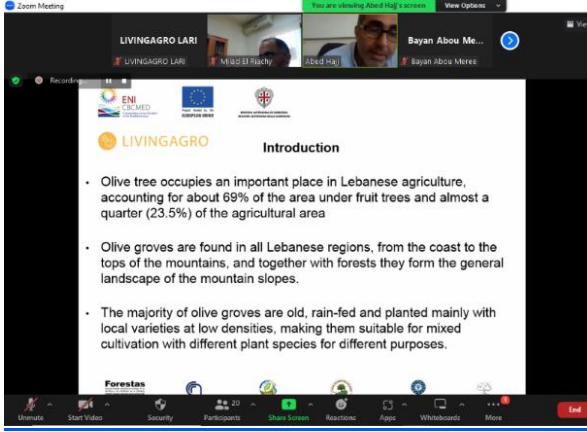 Zoom Meeting
You are viewing Abed Hajj's screen
View Options
LIVINGAGRO LARI
Bayan Abou Me...
LIVINGAGRO LARI
Milad El Riachy
Abed Hajj
Bayan Abou Meree
Recording
ENI
CBCMED
EUROPEAN UNION
LIVINGAGRO
Introduction
• Olive tree occupies an important place in Lebanese agriculture,
accounting for about 69% of the area under fruit trees and almost a
quarter (23.5%) of the agricultural area
• Olive groves are found in all Lebanese regions, from the coast to the
tops of the mountains, and together with forests they form the general
landscape of the mountain slopes.
• The majority of olive groves are old, rain-fed and planted mainly with
local varieties at low densities, making them suitable for mixed
cultivation with different plant species for different purposes.
Forestas
Unmute
Start Video
Security
20
Participants
Share Screen
Reactions
Apps
Whiteboards
More
End